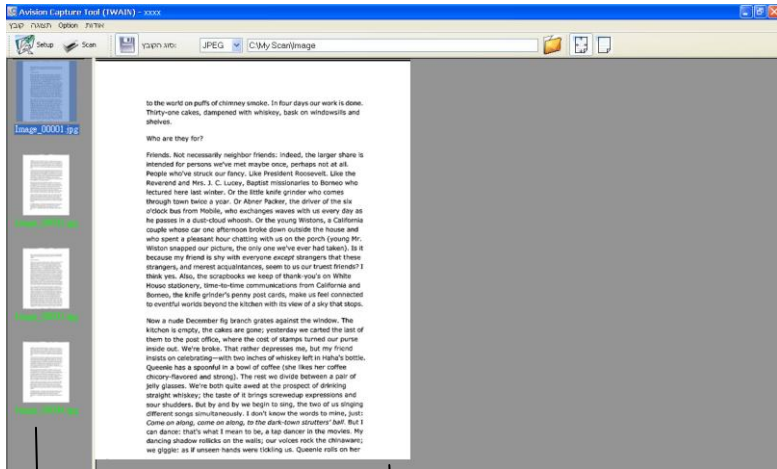 Avision Capture Tool (TWAIN) - xxxx
קובץ תצוגה Option אודות
Setup Scan סוג הקובץ: JPEG C:\My Scan\Image
Image_00001.jpg
to the world on puffs of chimney smoke. In four days our work is done.
Thirty-one cakes, dampened with whiskey, bask on windowsills and
shelves.
Who are they for?
Friends. Not necessarily neighbor friends: indeed, the larger share is
intended for persons we've met maybe once, perhaps not at all.
People who've struck our fancy. Like President Roosevelt. Like the
Reverend and Mrs. J. C. Lucey, Baptist missionaries to Borneo who
lectured here last winter. Or the little knife grinder who comes
through town twice a year. Or Abner Packer, the driver of the six
o'clock bus from Mobile, who exchanges waves with us every day as
he passes in a dust-cloud whoosh. Or the young Wistons, a California
couple whose car one afternoon broke down outside the house and
who spent a pleasant hour chatting with us on the porch (young Mr.
Wiston snapped our picture, the only one we've ever had taken). Is it
because my friend is shy with everyone except strangers that these
strangers, and merest acquaintances, seem to us our truest friends? I
think yes. Also, the scrapbooks we keep of thank-you's on White
House stationery, time-to-time communications from California and
Borneo, the knife grinder's penny post cards, make us feel connected
to eventful worlds beyond the kitchen with its view of a sky that stops.
Now a nude December fig branch grates against the window. The
kitchen is empty, the cakes are gone; yesterday we carted the last of
them to the post office, where the cost of stamps turned our purse
inside out. We're broke. That rather depresses me, but my friend
insists on celebrating—with two inches of whiskey left in Haha's bottle.
Queenie has a spoonful in a bowl of coffee (she likes her coffee
chicory-flavored and strong). The rest we divide between a pair of
jelly glasses. We're both quite awed at the prospect of drinking
straight whiskey; the taste of it brings screwedup expressions and
sour shudders. But by and by we begin to sing, the two of us singing
different songs simultaneously. I don't know the words to mine, just:
Come on along, come on along, to the dark-town strutters' ball. But I
can dance: that's what I mean to be, a tap dancer in the movies. My
dancing shadow rollicks on the walls; our voices rock the chinaware;
we giggle: as if unseen hands were tickling us. Queenie rolls on her